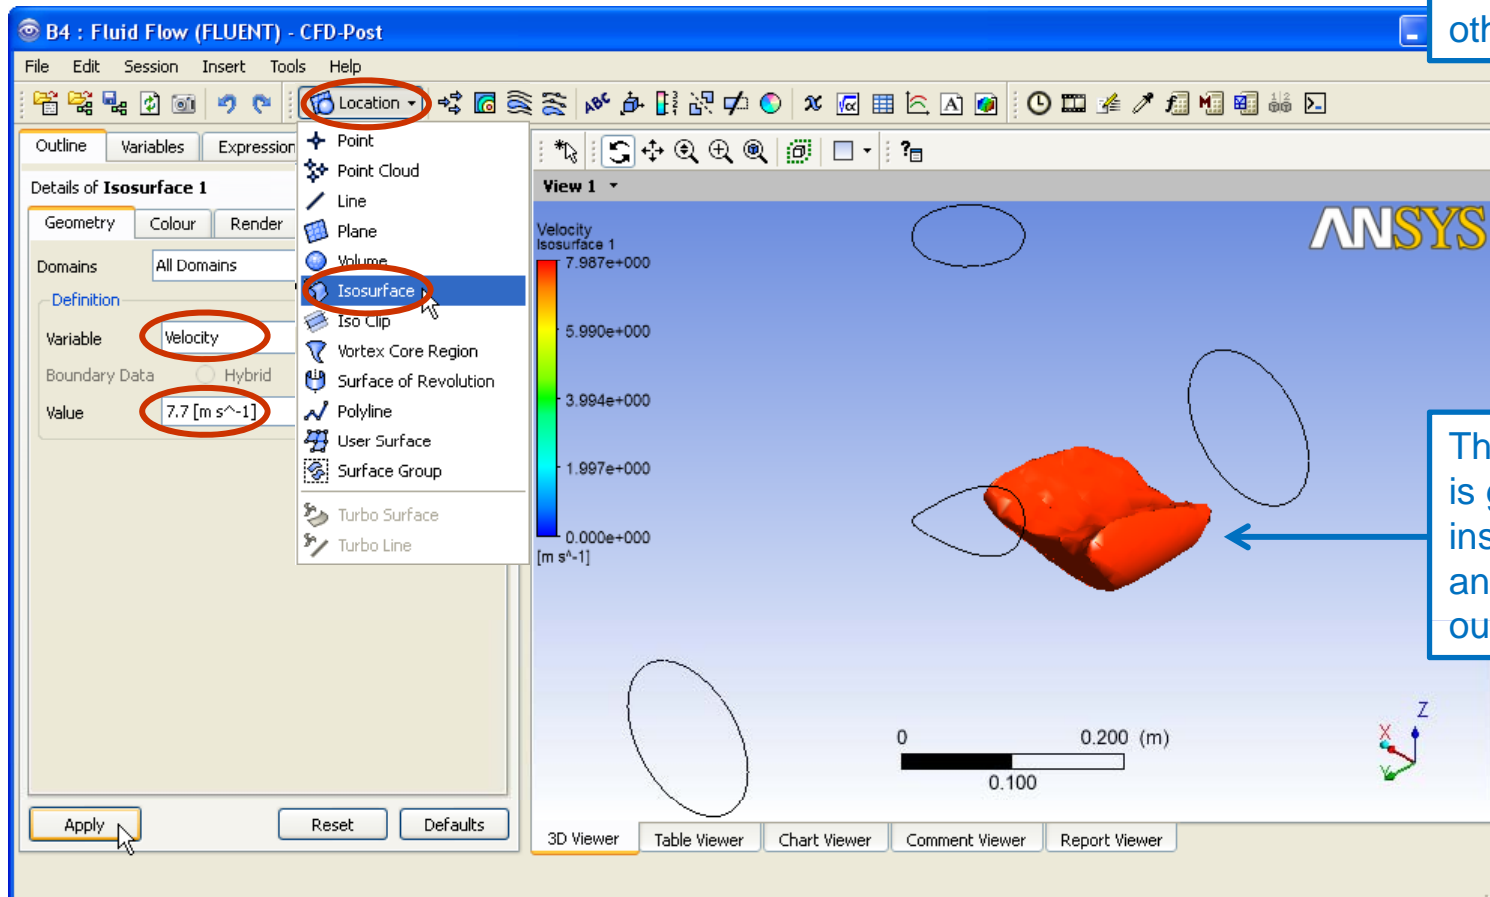 B4 : Fluid Flow (FLUENT) - CFD-Post
oth
File Edit Session Insert Tools Help
Location
Outline Variables Expression
Details of Isosurface 1
Geometry Colour Render
Domains All Domains
Definition
Variable Velocity
Boundary Data Hybrid
Value 7.7 [m s^-1]
Point
Point Cloud
Line
Plane
Volume
Isosurface
Iso Clip
Vortex Core Region
Surface of Revolution
Polyline
User Surface
Surface Group
Turbo Surface
Turbo Line
Apply Reset Defaults
View 1
ANSYS
Velocity
Isosurface 1
7.987e+000
5.990e+000
3.994e+000
1.997e+000
0.000e+000
[m s^-1]
0 0.200 (m)
0.100
Z
X
Y
3D Viewer Table Viewer Chart Viewer Comment Viewer Report Viewer
Th
is g
ins
an
ou